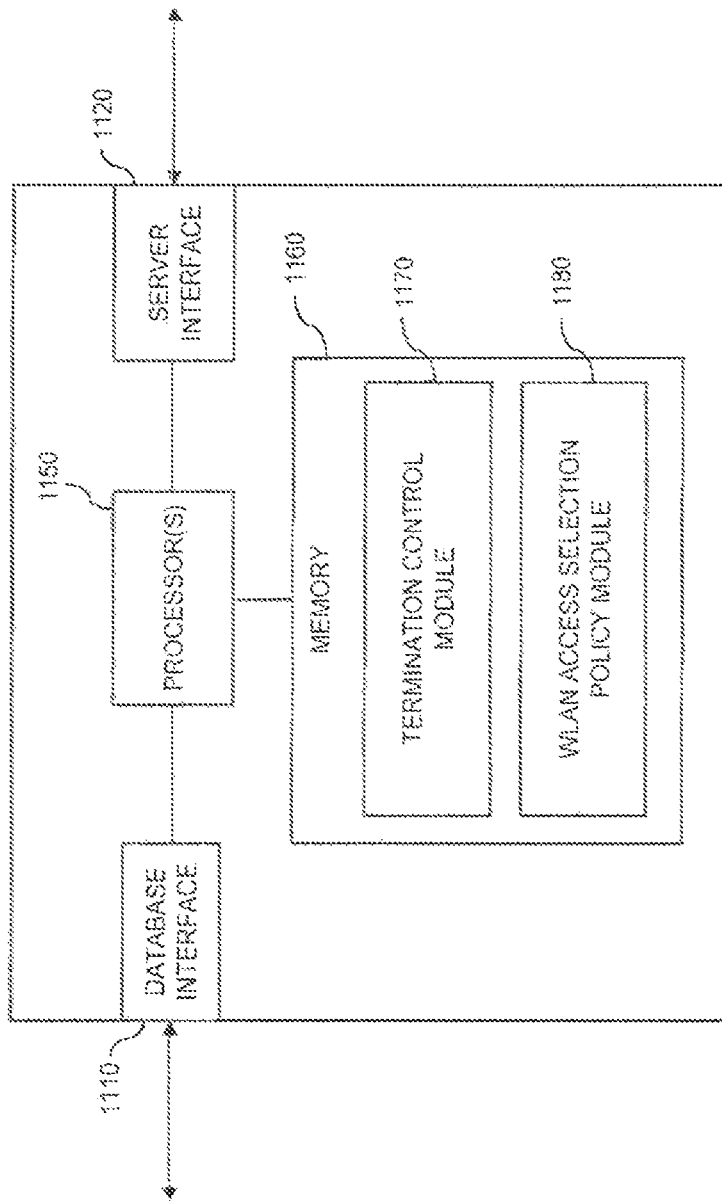 1110
DATABASE
INTERFACE
1150
PROCESSOR(S)
1120
SERVER
INTERFACE
1160
MEMORY
1170
TERMINATION CONTROL
MODULE
1180
WLAN ACCESS SELECTION
POLICY MODULE